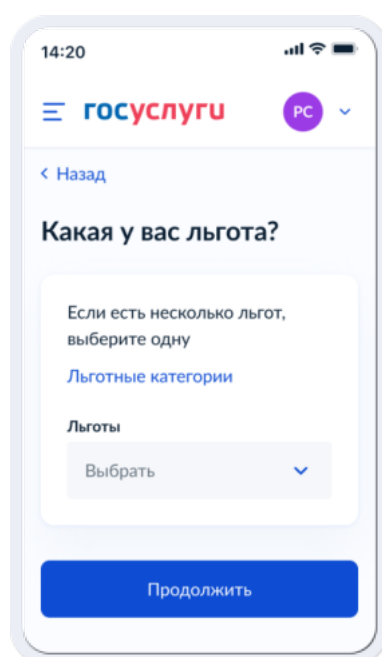 14:20
госуслуги
РС
Назад
Какая у вас льгота?
Если есть несколько льгот,
выберите одну
Льготные категории
Льготы
Выбрать
Продолжить